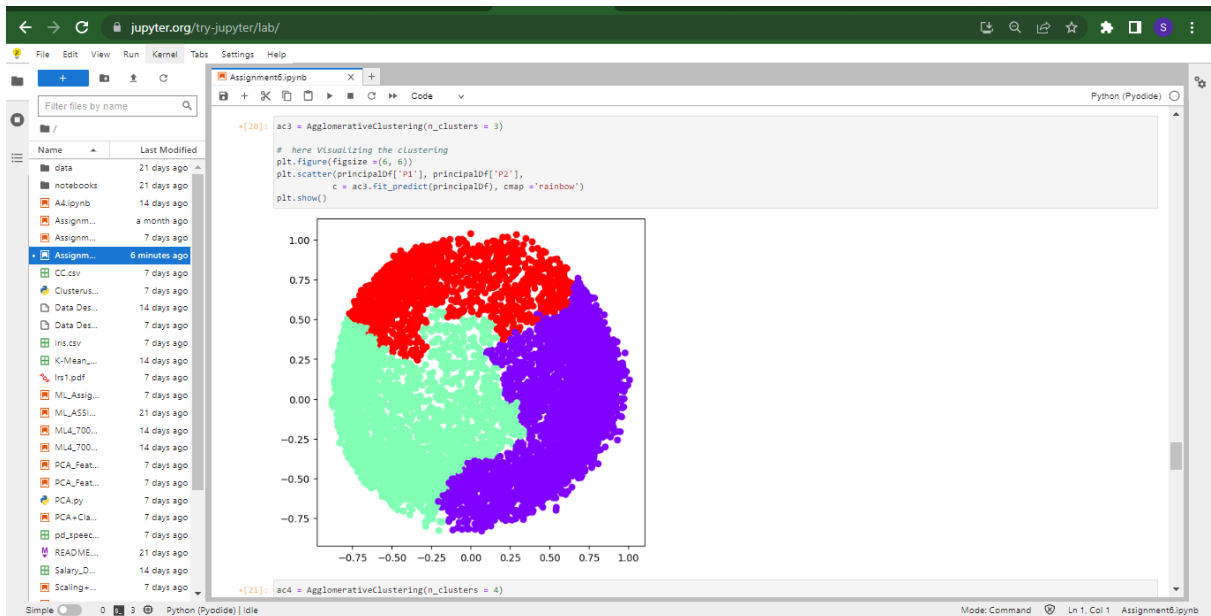 jupyter.org/try-jupyter/lab/
S
File Edit View Run Kernel Tabs Settings Help
+
Assignment6.ipynb × +
Code
Python (Pyodide)
Filter files by name
/
Name Last Modified
data 21 days ago
notebooks 21 days ago
A4.ipynb 14 days ago
Assignm... a month ago
Assignm... 7 days ago
Assignm... 6 minutes ago
CC.csv 7 days ago
Clusterus... 7 days ago
Data Des... 14 days ago
Data Des... 7 days ago
Iris.csv 7 days ago
K-Mean_... 14 days ago
Irs1.pdf 7 days ago
ML_Assig... 7 days ago
ML_ASSI... 21 days ago
ML4_700... 14 days ago
ML4_700... 14 days ago
PCA_Feat... 7 days ago
PCA_Feat... 7 days ago
PCA.py 7 days ago
PCA+Cla... 7 days ago
pd_speec... 7 days ago
README.... 21 days ago
Salary_D... 14 days ago
Scaling+... 7 days ago
•[20]: ac3 = AgglomerativeClustering(n_clusters = 3)
# here Visualizing the clustering
plt.figure(figsize =(6, 6))
plt.scatter(principalDf['P1'], principalDf['P2'],
c = ac3.fit_predict(principalDf), cmap ='rainbow')
plt.show()
1.00
0.75
0.50
0.25
0.00
−0.25
−0.50
−0.75
−0.75 −0.50 −0.25 0.00 0.25 0.50 0.75 1.00
•[21]: ac4 = AgglomerativeClustering(n_clusters = 4)
Simple 0 3 Python (Pyodide) | Idle
Mode: Command Ln 1, Col 1 Assignment6.ipynb